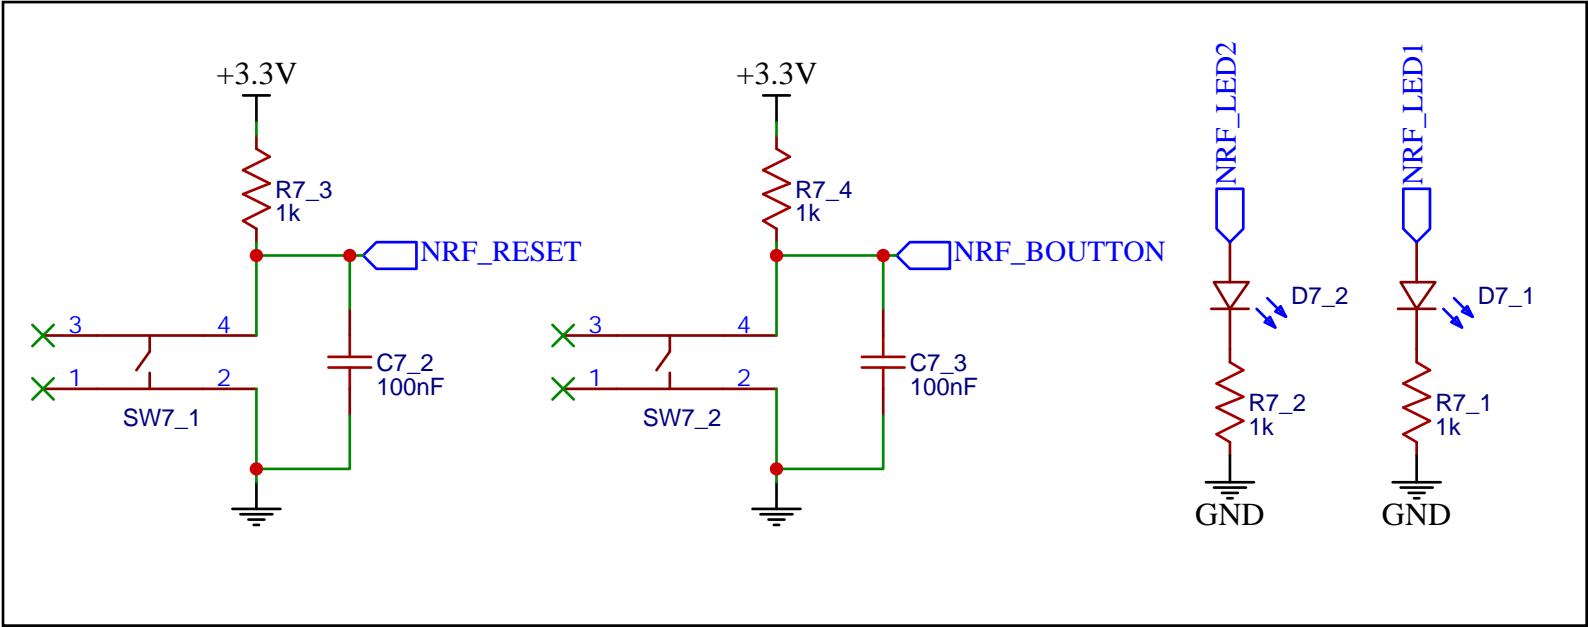 +3.3V
R7_3
1k
NRF_RESET
3
4
1
2
SW7_1
C7_2
100nF
+3.3V
R7_4
1k
NRF_BOUTTON
3
4
1
2
SW7_2
C7_3
100nF
NRF_LED2
D7_2
R7_2
1k
GND
NRF_LED1
D7_1
R7_1
1k
GND